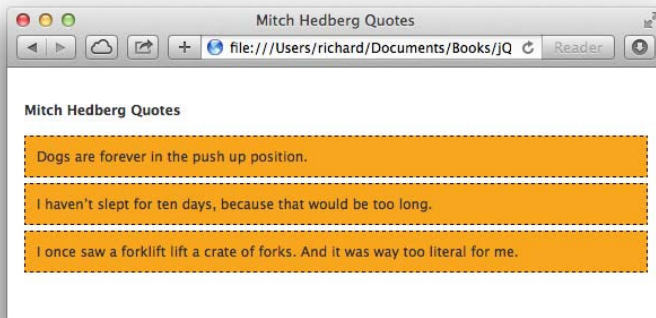 Mitch Hedberg Quotes
file:///Users/richard/Documents/Books/jQ
Reader
Mitch Hedberg Quotes
Dogs are forever in the push up position.
I haven’t slept for ten days, because that would be too long.
I once saw a forklift lift a crate of forks. And it was way too literal for me.